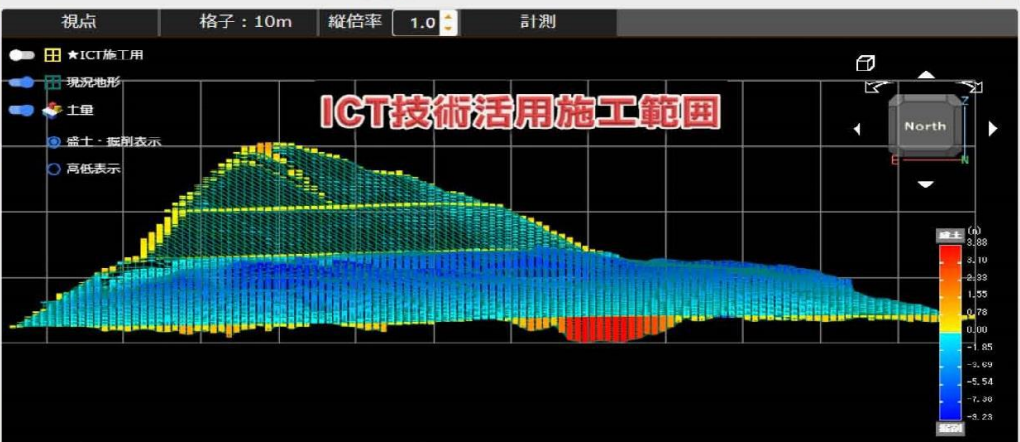 視点 格子：10m 縦倍率 1.0 計測
★ICT施工用
現況地形
土量
盛土・掘削表示
高低表示
ICT技術活用施工範囲
North
Z
E
N
盛土 (m)
3.88
3.10
2.33
1.55
0.78
0.00
-1.85
-3.69
-5.54
-7.38
-9.23
掘削